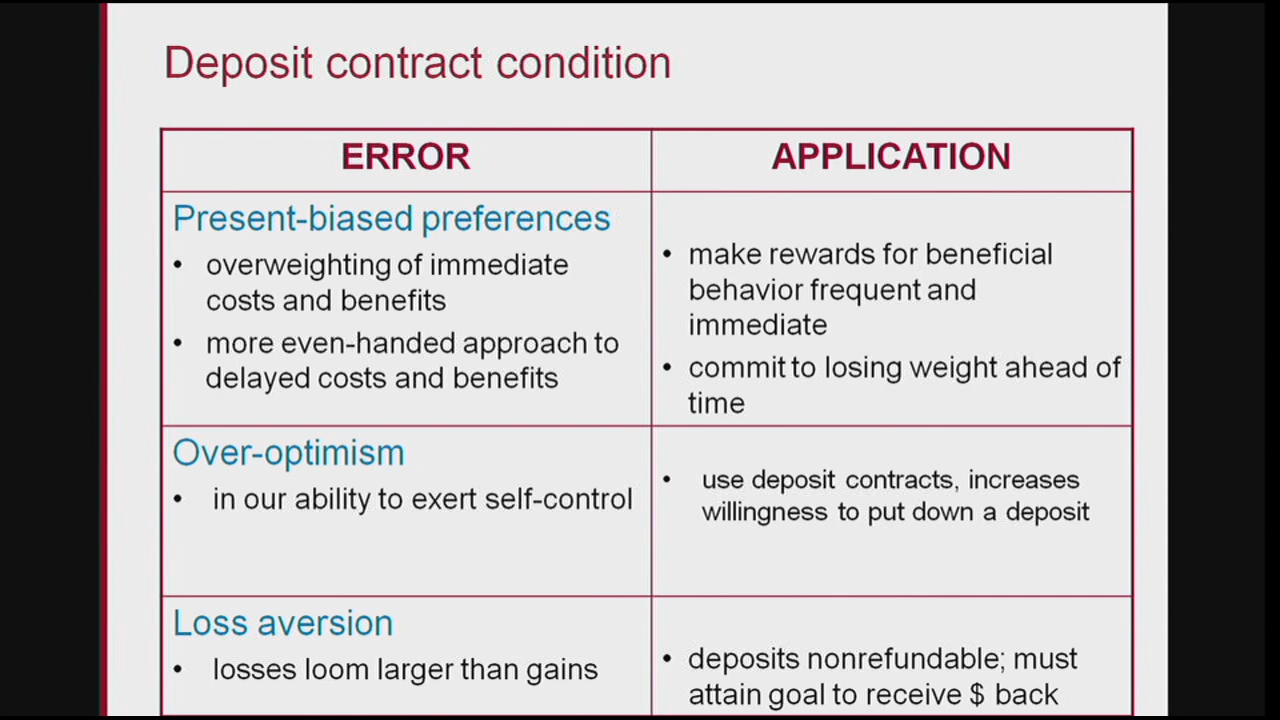 Deposit contract condition
ERROR
APPLICATION
Present-biased preferences
• overweighting of immediate
costs and benefits
• more even-handed approach to
delayed costs and benefits
• make rewards for beneficial
behavior frequent and
immediate
• commit to losing weight ahead of
time
Over-optimism
• in our ability to exert self-control
• use deposit contracts, increases
willingness to put down a deposit
Loss aversion
• losses loom larger than gains
• deposits nonrefundable; must
attain goal to receive $ back